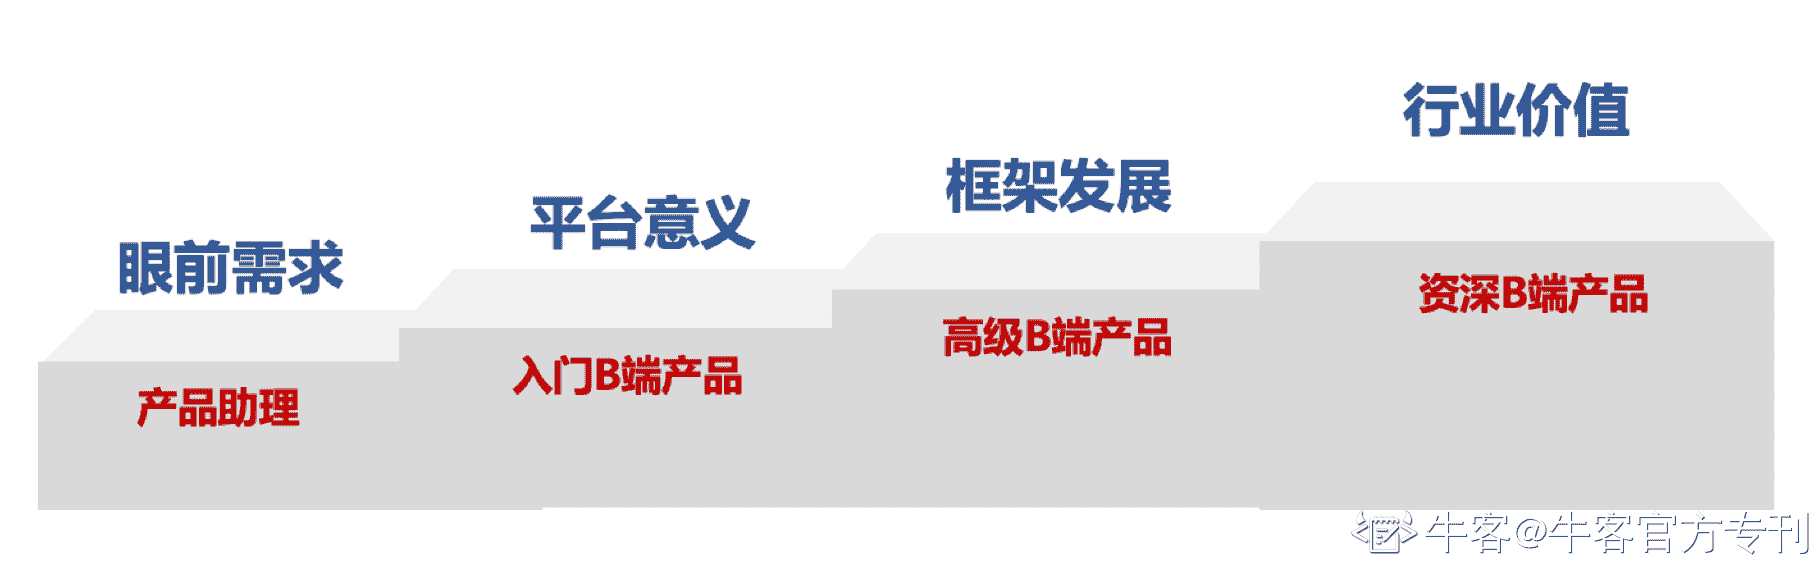 行业价值
框架发展
平台意义
眼前需求
资深B端产品
高级B端产品
入门B端产品
产品助理
牛客@牛客官方专刊